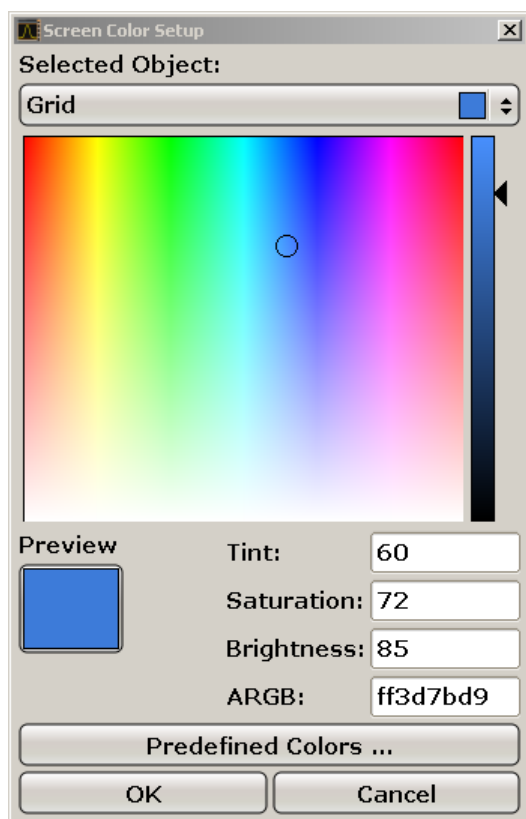 Screen Color Setup
Selected Object:
Grid
Preview
Tint: 60
Saturation: 72
Brightness: 85
ARGB: ff3d7bd9
Predefined Colors ...
OK
Cancel